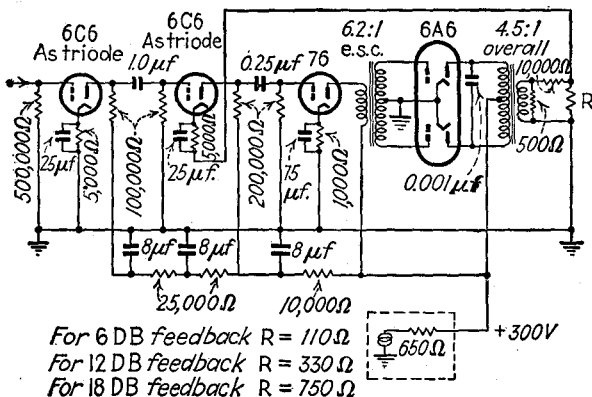 6C6
As triode
6C6
As triode
1.0μf
0.25μf
76
6.2:1
e.s.c.
6A6
4.5:1
overall
10,000Ω
R
500Ω
0.001μf
500,000Ω
25μf
5,000Ω
100,000Ω
25μf.
5000Ω
200,000Ω
75
μf.
1000Ω
8μf
8μf
8μf
25,000Ω
10,000Ω
650Ω
+300V
For 6 DB feedback R = 110Ω
For 12 DB feedback R = 330Ω
For 18 DB feedback R = 750Ω